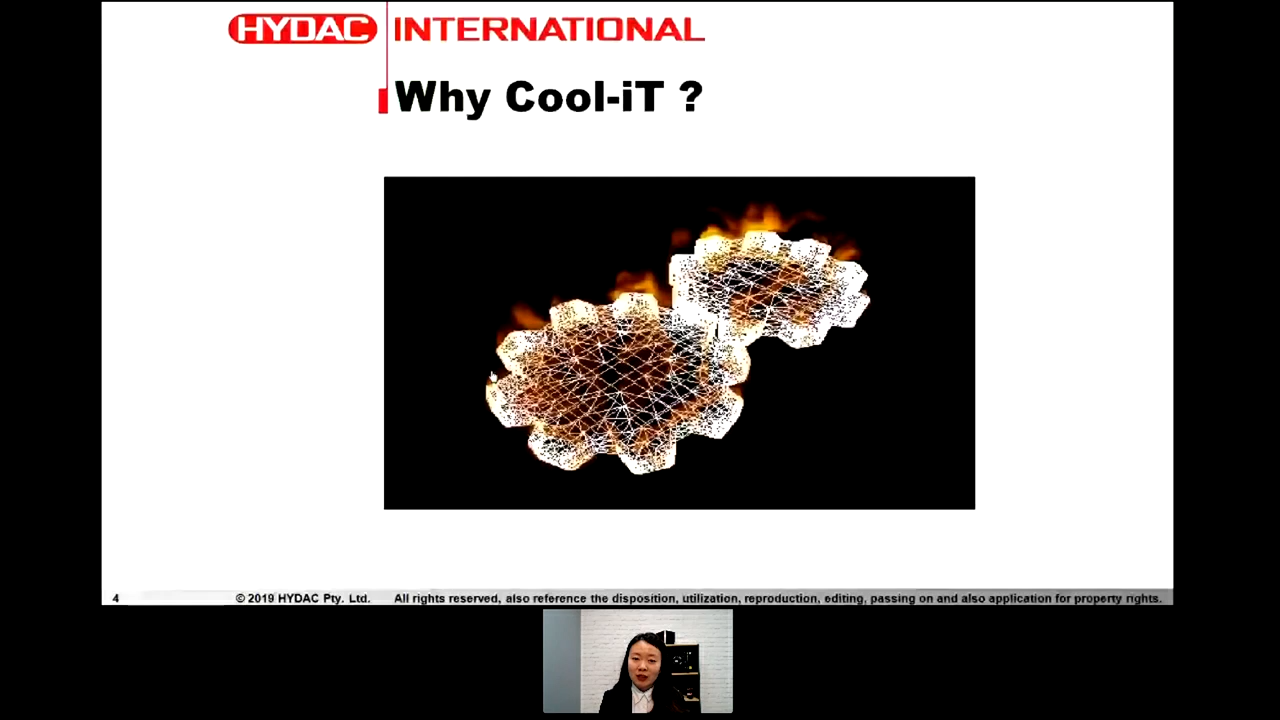 HYDAC INTERNATIONAL
Why Cool-iT ?
4 © 2019 HYDAC Pty. Ltd. All rights reserved, also reference the disposition, utilization, reproduction, editing, passing on and also application for property rights.